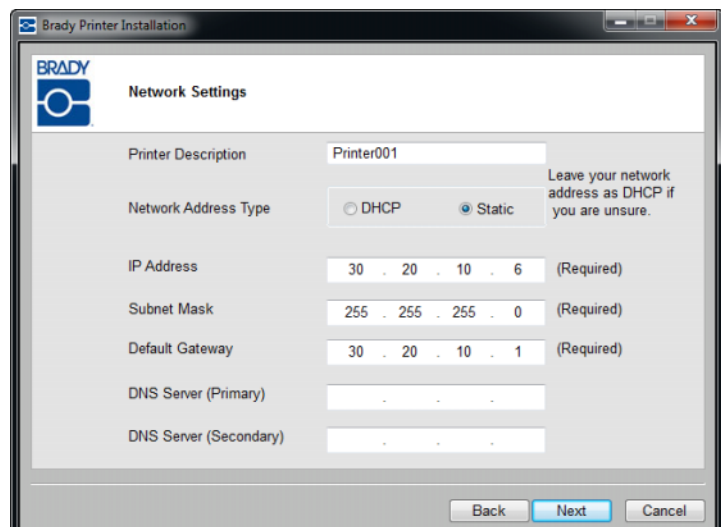 Brady Printer Installation
BRADY
Network Settings
Printer Description Printer001
Network Address Type DHCP Static
Leave your network
address as DHCP if
you are unsure.
IP Address 30 . 20 . 10 . 6 (Required)
Subnet Mask 255 . 255 . 255 . 0 (Required)
Default Gateway 30 . 20 . 10 . 1 (Required)
DNS Server (Primary) . . .
DNS Server (Secondary) . . .
Back Next Cancel